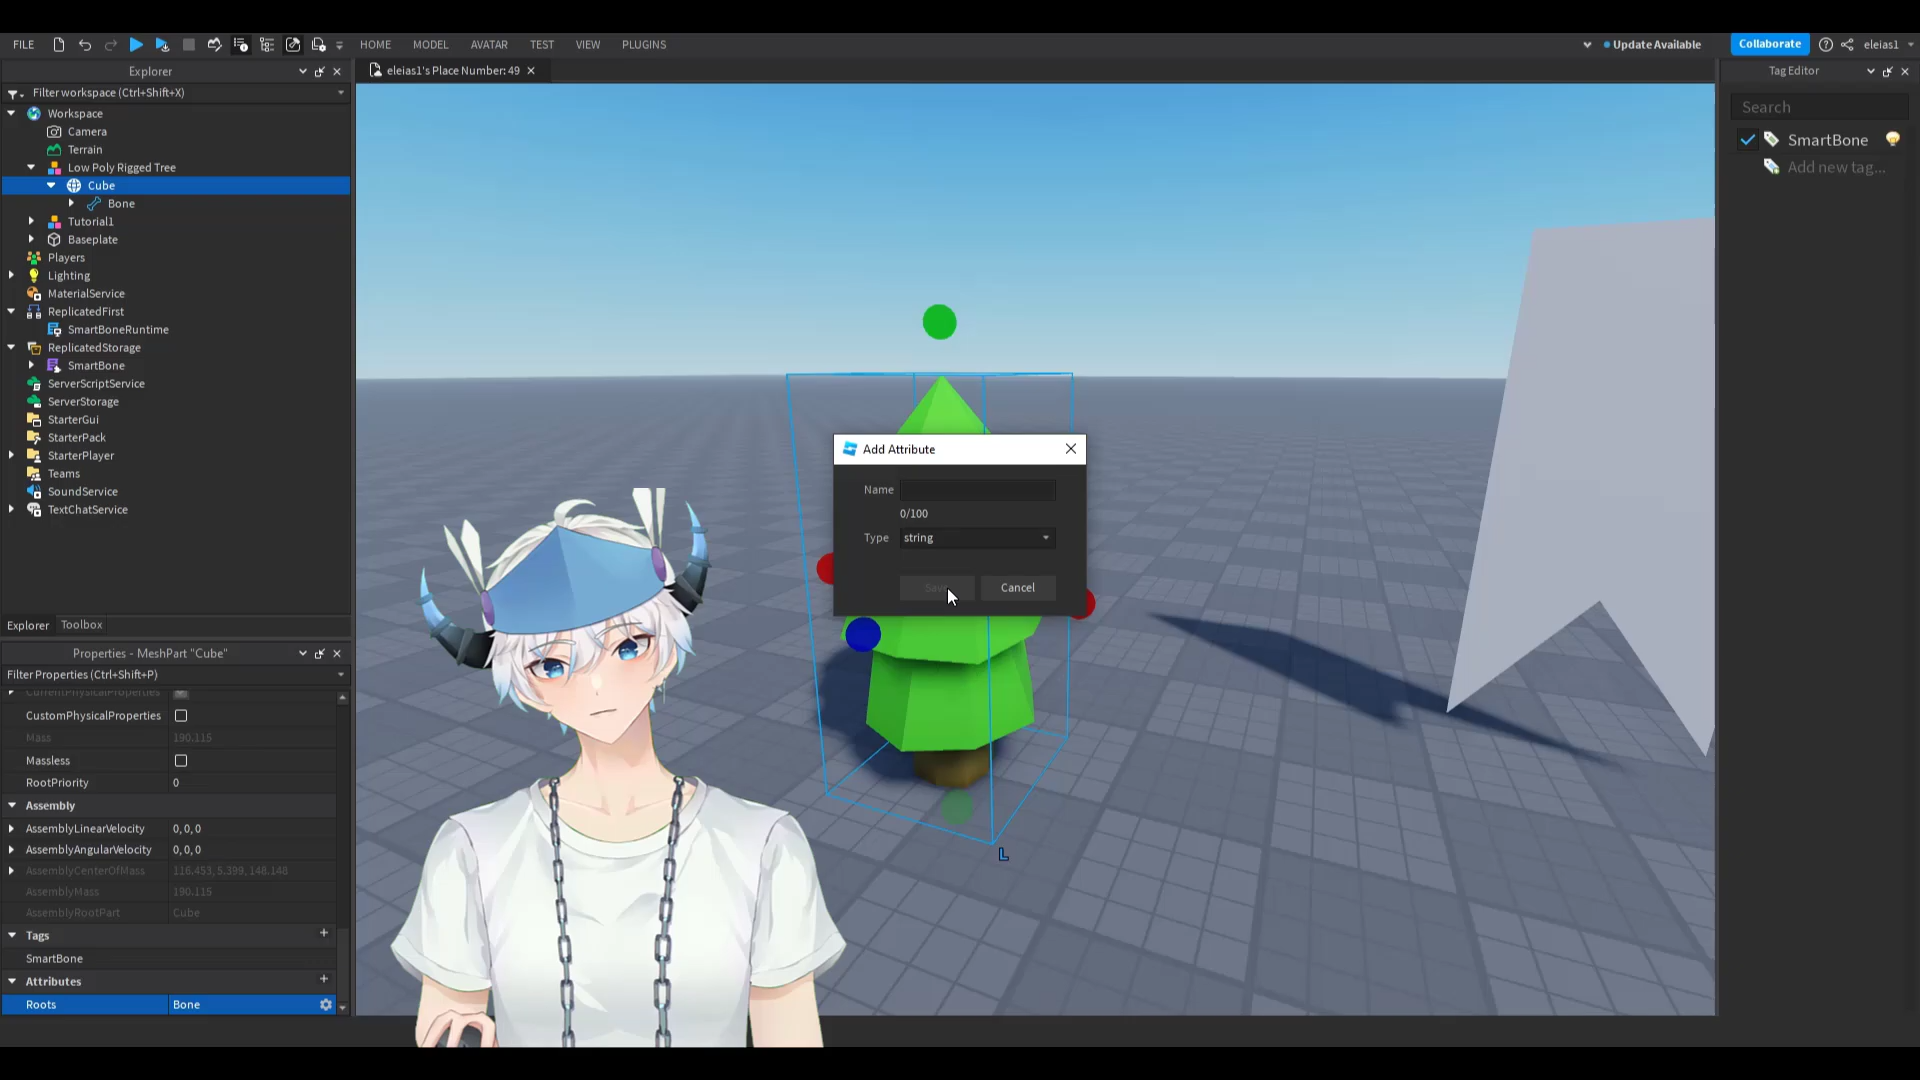 FILE HOME MODEL AVATAR TEST VIEW PLUGINS Update Available Collaborate eleias1
Explorer
eleias1's Place Number: 49
Tag Editor
Filter workspace (Ctrl+Shift+X)
Workspace
Camera
Terrain
Low Poly Rigged Tree
Cube
Bone
Tutorial1
Baseplate
Players
Lighting
MaterialService
ReplicatedFirst
SmartBoneRuntime
ReplicatedStorage
SmartBone
ServerScriptService
ServerStorage
StarterGui
StarterPack
StarterPlayer
Teams
SoundService
TextChatService
Explorer Toolbox
Properties - MeshPart "Cube"
Filter Properties (Ctrl+Shift+P)
CurrentPhysicalProperties
CustomPhysicalProperties
Mass 190.115
Massless
RootPriority 0
Assembly
AssemblyLinearVelocity 0, 0, 0
AssemblyAngularVelocity 0, 0, 0
AssemblyCenterOfMass 116.453, 5.399, 148.148
AssemblyMass 190.115
AssemblyRootPart Cube
Tags
SmartBone
Attributes
Roots Bone
Add Attribute
Name
0/100
Type string
Save Cancel
L
Search
SmartBone
Add new tag...